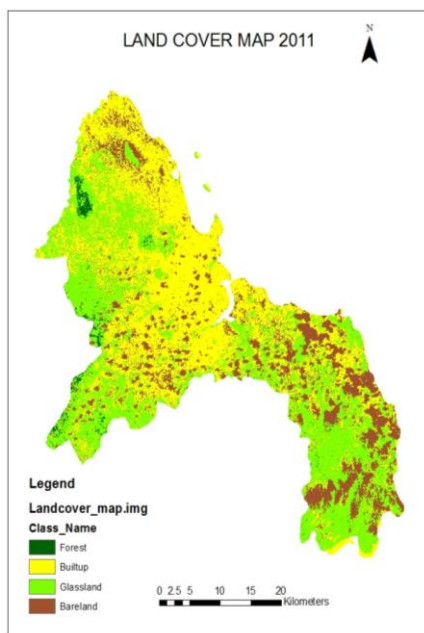 LAND COVER MAP 2011
N
Legend
Landcover_map.img
Class_Name
Forest
Builtup
Glassland
Bareland
0 2.5 5 10 15 20
Kilometers